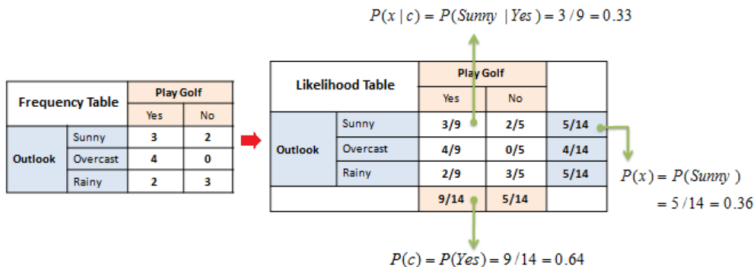 P(x | c) = P(Sunny | Yes) = 3 / 9 = 0.33
Frequency Table Play Golf
Yes No
Outlook Sunny 3 2
Overcast 4 0
Rainy 2 3
Likelihood Table Play Golf
Yes No
Outlook Sunny 3/9 2/5 5/14
Overcast 4/9 0/5 4/14
Rainy 2/9 3/5 5/14
9/14 5/14
P(x) = P(Sunny)
= 5 / 14 = 0.36
P(c) = P(Yes) = 9 / 14 = 0.64